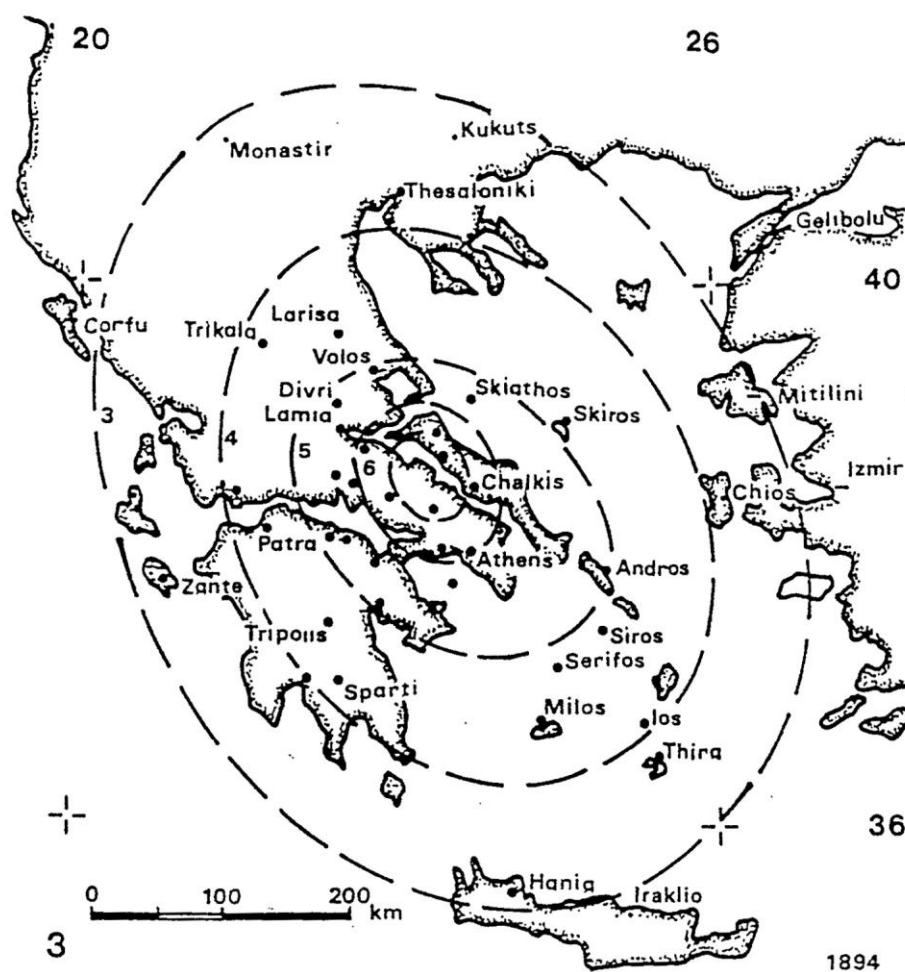 20
26
Monastir
Kukuts
Thesaloniki
Gelibolu
40
Corfu
Larisa
Trikala
Volos
Divri
Skiathos
Lamia
Skiros
Mitilini
3
4
5
6
Chalkis
Chios
Izmir
Patra
Athens
Andros
Zante
Siros
Tripolis
Serifos
Sparti
Milos
Ios
Thira
36
0 100 200
km
Hania
Iraklio
3
1894